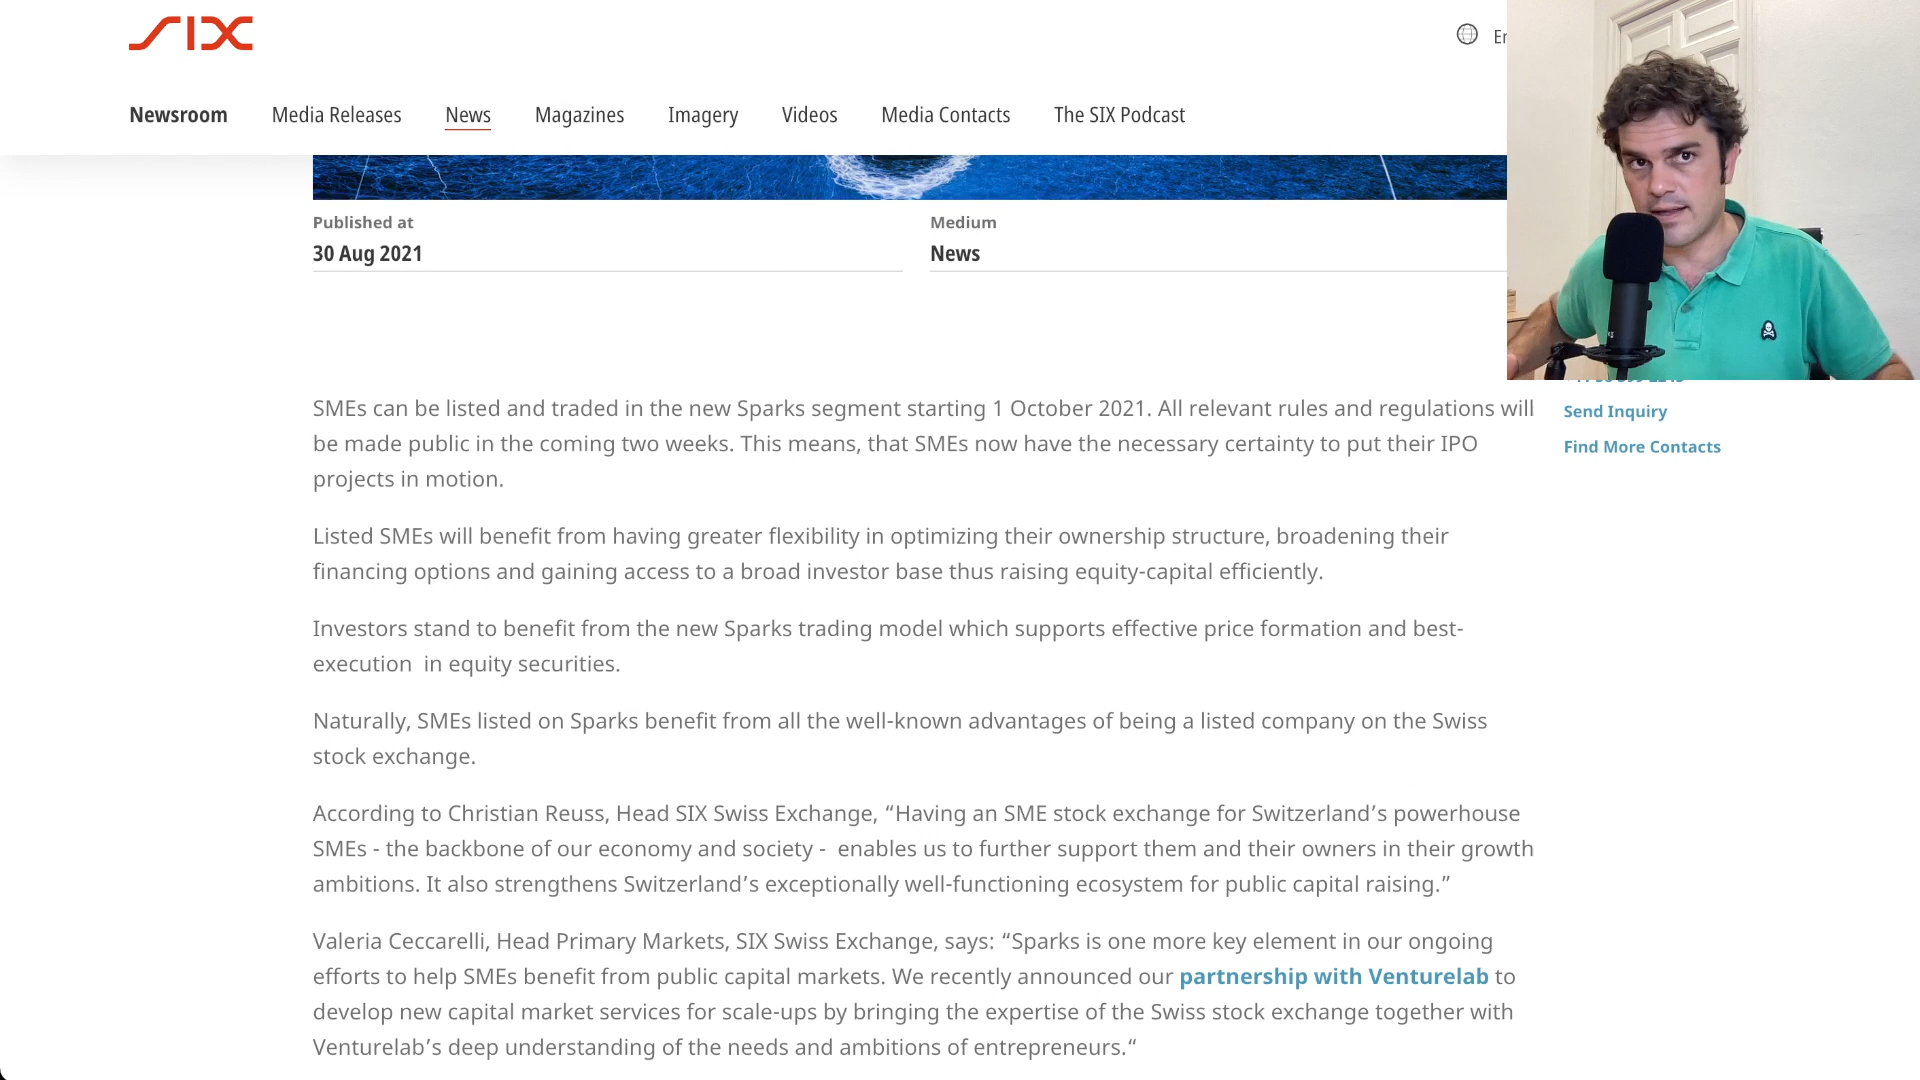 SIX
En
Newsroom Media Releases News Magazines Imagery Videos Media Contacts The SIX Podcast
Published at
30 Aug 2021
Medium
News
SMEs can be listed and traded in the new Sparks segment starting 1 October 2021. All relevant rules and regulations will
be made public in the coming two weeks. This means, that SMEs now have the necessary certainty to put their IPO
projects in motion.
Listed SMEs will benefit from having greater flexibility in optimizing their ownership structure, broadening their
financing options and gaining access to a broad investor base thus raising equity-capital efficiently.
Investors stand to benefit from the new Sparks trading model which supports effective price formation and best-
execution  in equity securities.
Naturally, SMEs listed on Sparks benefit from all the well-known advantages of being a listed company on the Swiss
stock exchange.
According to Christian Reuss, Head SIX Swiss Exchange, “Having an SME stock exchange for Switzerland’s powerhouse
SMEs - the backbone of our economy and society -  enables us to further support them and their owners in their growth
ambitions. It also strengthens Switzerland’s exceptionally well-functioning ecosystem for public capital raising.”
Valeria Ceccarelli, Head Primary Markets, SIX Swiss Exchange, says: “Sparks is one more key element in our ongoing
efforts to help SMEs benefit from public capital markets. We recently announced our partnership with Venturelab to
develop new capital market services for scale-ups by bringing the expertise of the Swiss stock exchange together with
Venturelab’s deep understanding of the needs and ambitions of entrepreneurs.“
Send Inquiry
Find More Contacts